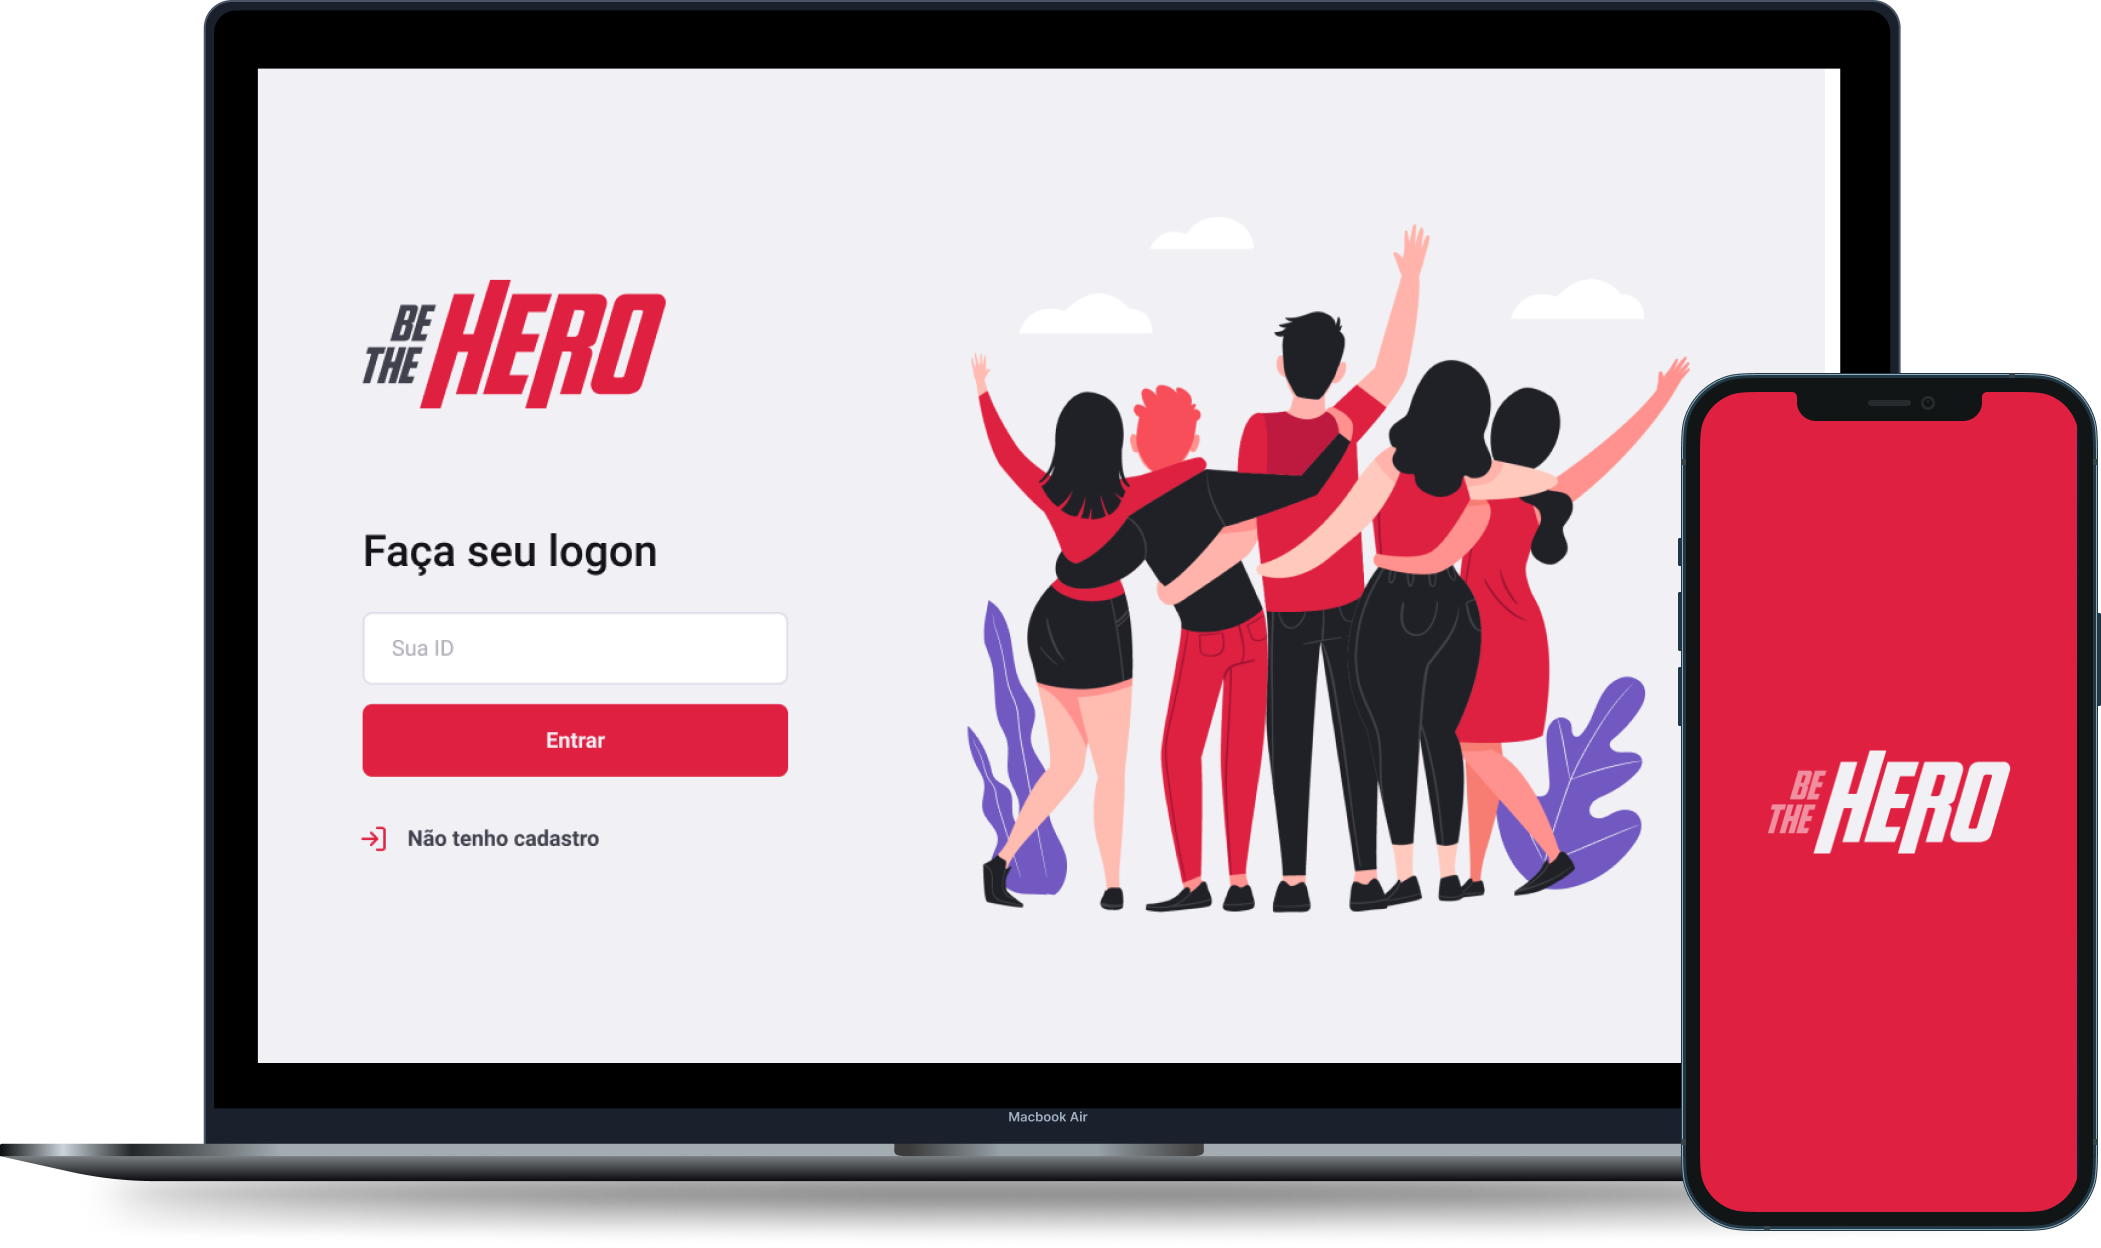 BE
THE
HERO
Faça seu logon
Sua ID
Entrar
Não tenho cadastro
Macbook Air
BE
THE
HERO